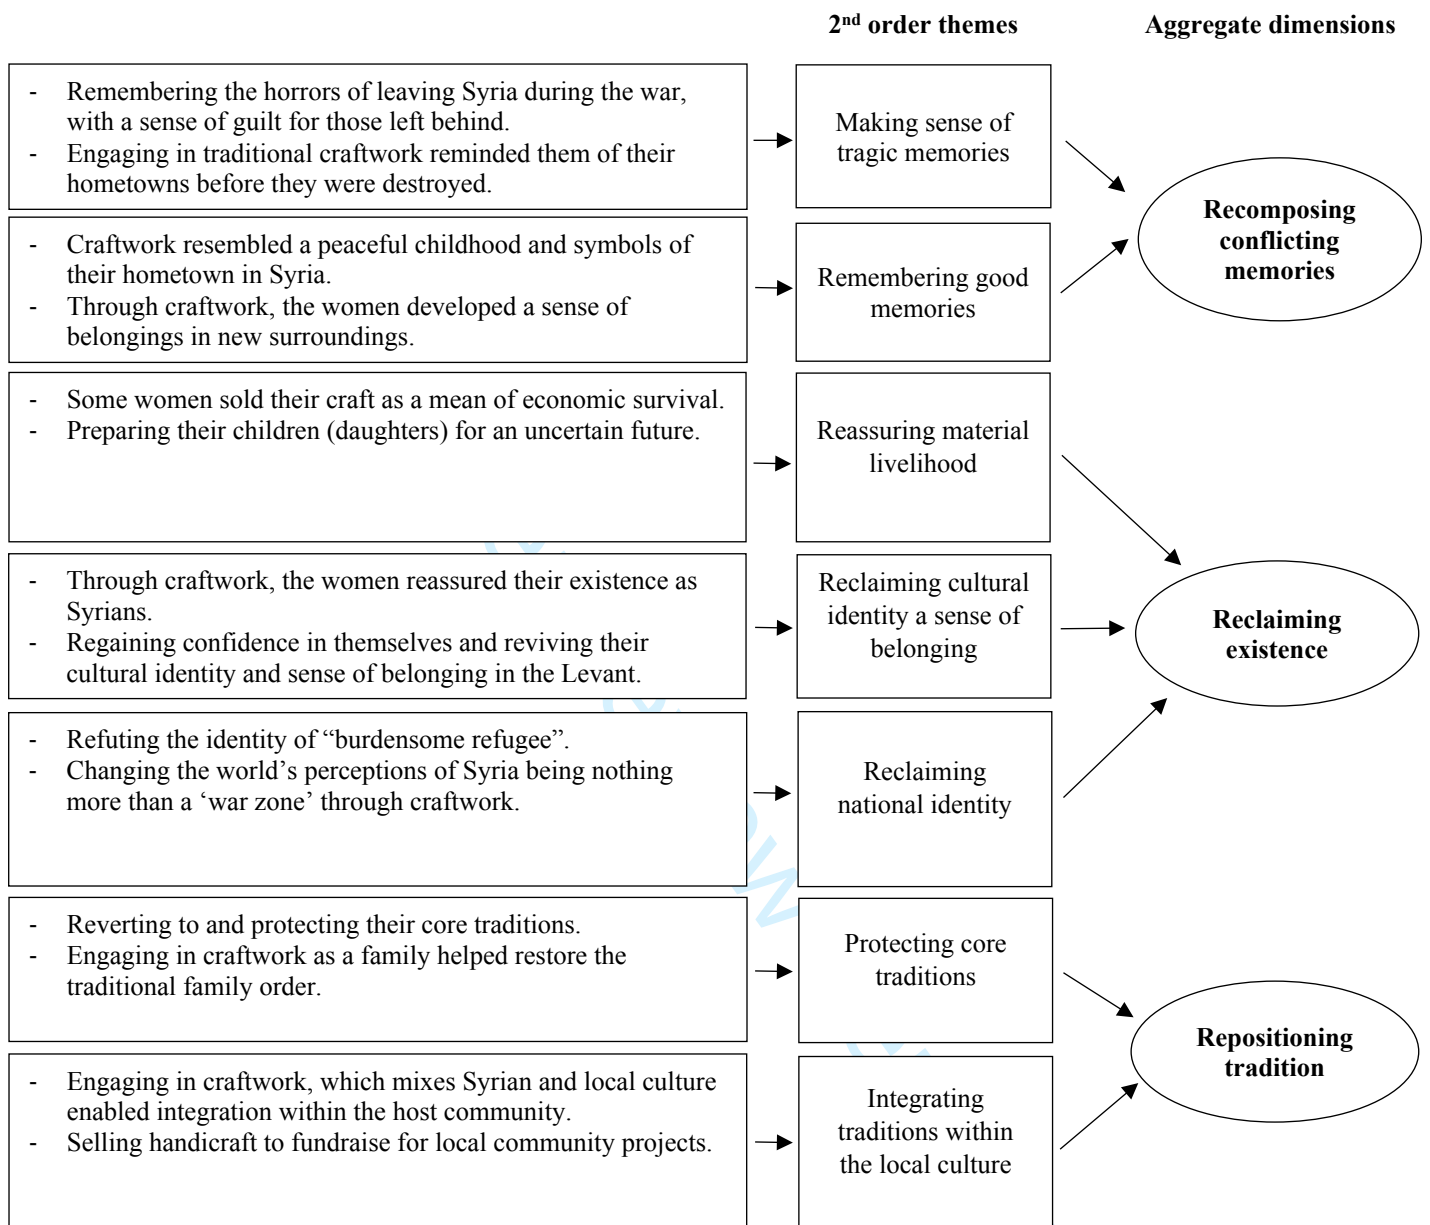 2nd order themes
Aggregate dimensions
- Remembering the horrors of leaving Syria during the war,
with a sense of guilt for those left behind.
- Engaging in traditional craftwork reminded them of their
hometowns before they were destroyed.
Making sense of
tragic memories
- Craftwork resembled a peaceful childhood and symbols of
their hometown in Syria.
- Through craftwork, the women developed a sense of
belongings in new surroundings.
Remembering good
memories
Recomposing
conflicting
memories
- Some women sold their craft as a mean of economic survival.
- Preparing their children (daughters) for an uncertain future.
Reassuring material
livelihood
- Through craftwork, the women reassured their existence as
Syrians.
- Regaining confidence in themselves and reviving their
cultural identity and sense of belonging in the Levant.
Reclaiming cultural
identity a sense of
belonging
Reclaiming
existence
- Refuting the identity of “burdensome refugee”.
- Changing the world’s perceptions of Syria being nothing
more than a ‘war zone’ through craftwork.
Reclaiming
national identity
- Reverting to and protecting their core traditions.
- Engaging in craftwork as a family helped restore the
traditional family order.
Protecting core
traditions
- Engaging in craftwork, which mixes Syrian and local culture
enabled integration within the host community.
- Selling handicraft to fundraise for local community projects.
Integrating
traditions within
the local culture
Repositioning
tradition